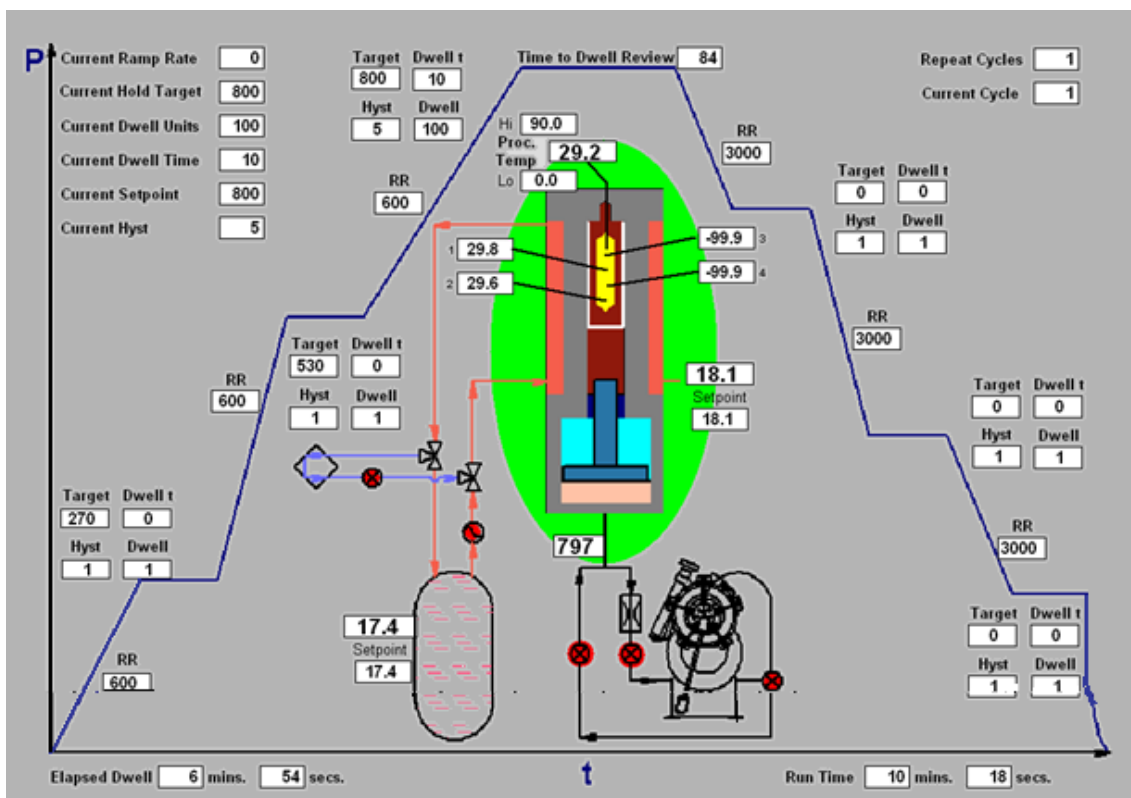 P
Current Ramp Rate 0
Current Hold Target 800
Current Dwell Units 100
Current Dwell Time 10
Current Setpoint 800
Current Hyst 5
Target Dwell t
800 10
Hyst Dwell
5 100
Time to Dwell Review 84
Repeat Cycles 1
Current Cycle 1
Hi 90.0
Proc. Temp 29.2
Lo 0.0
RR
600
RR
3000
Target Dwell t
0 0
Hyst Dwell
1 1
1 29.8
2 29.6
-99.9 3
-99.9 4
RR
3000
Target Dwell t
530 0
Hyst Dwell
1 1
RR
600
18.1
Setpoint
18.1
Target Dwell t
0 0
Hyst Dwell
1 1
Target Dwell t
270 0
Hyst Dwell
1 1
797
RR
3000
17.4
Setpoint
17.4
Target Dwell t
0 0
Hyst Dwell
1 1
RR
600
t
Elapsed Dwell 6 mins. 54 secs.
Run Time 10 mins. 18 secs.